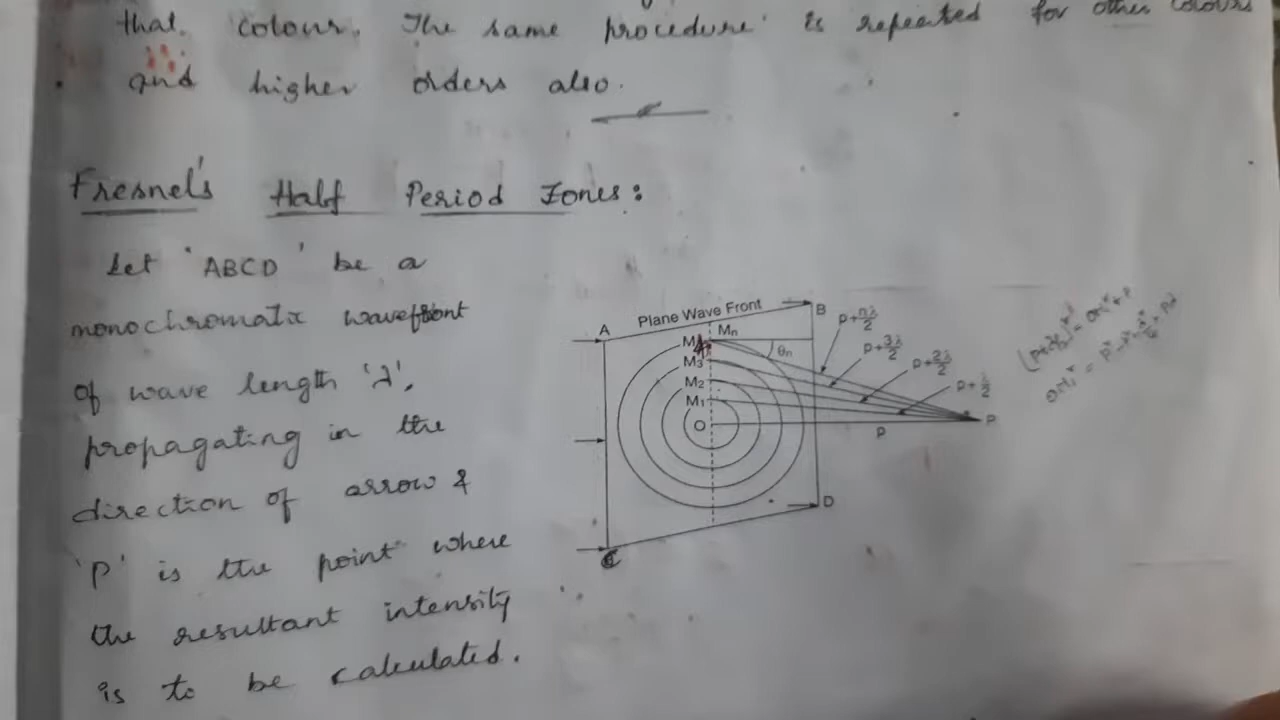 that colour. The same procedure is repeated for other colours
and higher orders also.
Fresnel's Half Period Zones:
Let 'ABCD' be a
monochromatic wavefront
of wave length 'λ',
propagating in the
direction of arrow &
'P' is the point where
the resultant intensity
is to be calculated.
Plane Wave Front
A
B
Mn
M3
M2
M1
O
θn
p+nλ/2
p+3λ/2
p+2λ/2
p+λ/2
P
p
D
C